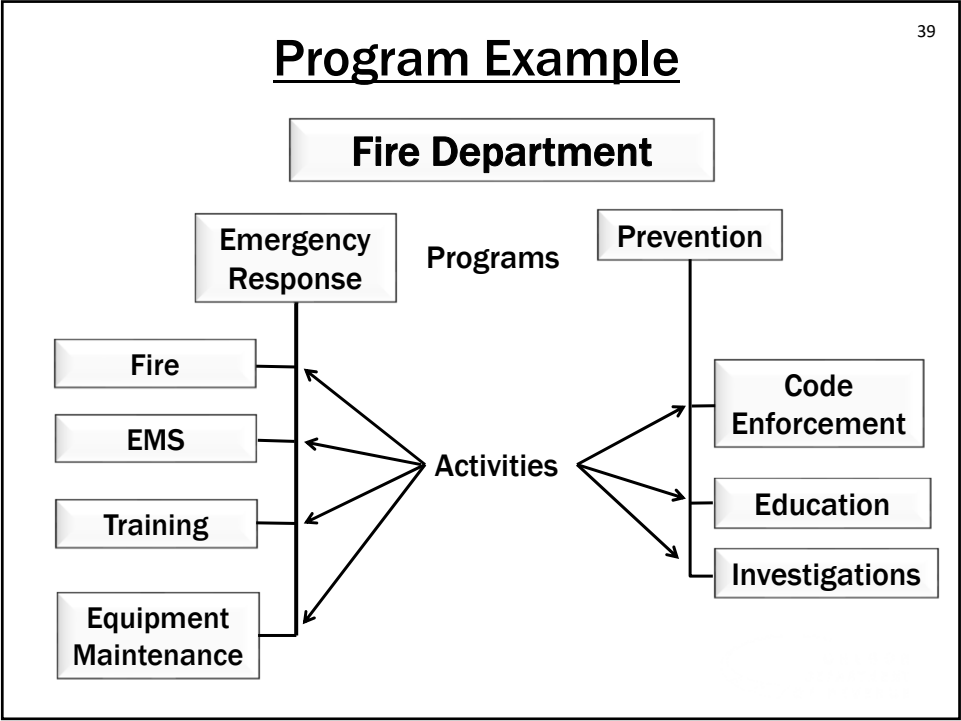 39
Program Example
Fire Department
Emergency
Response
Programs
Prevention
Fire
EMS
Training
Equipment
Maintenance
Activities
Code
Enforcement
Education
Investigations